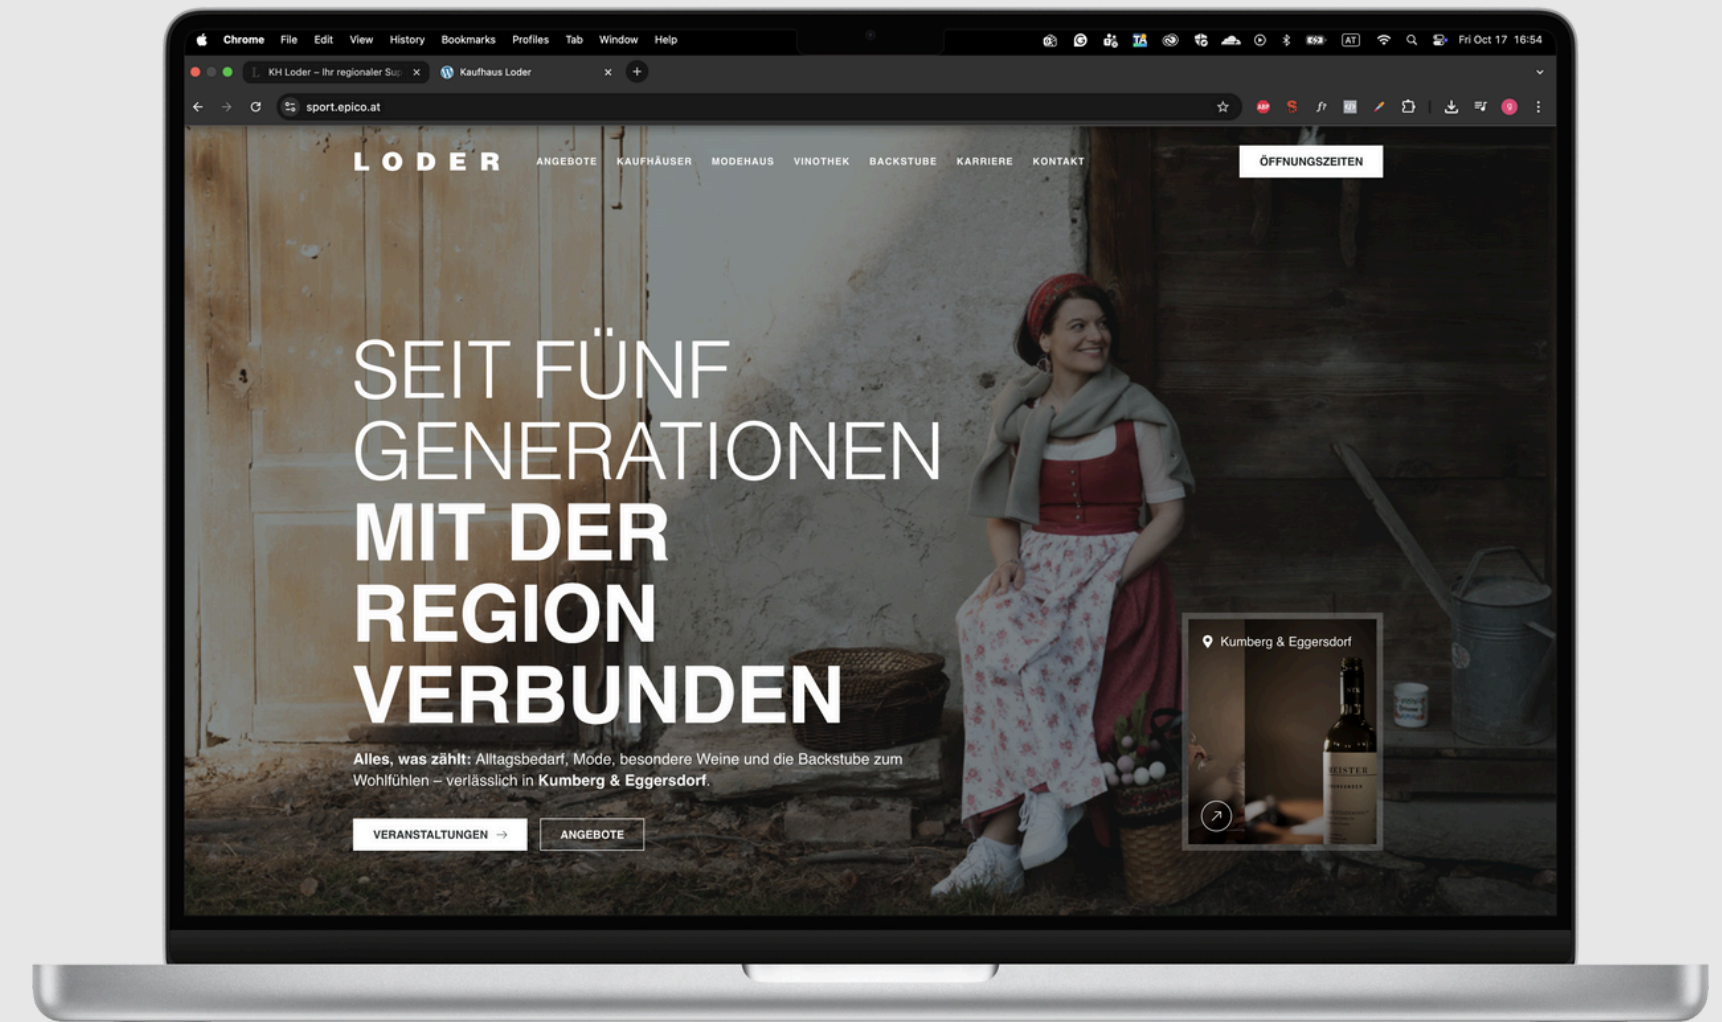 Chrome File Edit View History Bookmarks Profiles Tab Window Help
AT Fri Oct 17 16:54
KH Loder – Ihr regionaler Sup
Kaufhaus Loder
sport.epico.at
ABP
LODER
ANGEBOTE KAUFHÄUSER MODEHAUS VINOTHEK BACKSTUBE KARRIERE KONTAKT
ÖFFNUNGSZEITEN
SEIT FÜNF
GENERATIONEN
MIT DER
REGION
VERBUNDEN
Alles, was zählt: Alltagsbedarf, Mode, besondere Weine und die Backstube zum
Wohlfühlen – verlässlich in Kumberg & Eggersdorf.
VERANSTALTUNGEN →
ANGEBOTE
Kumberg & Eggersdorf